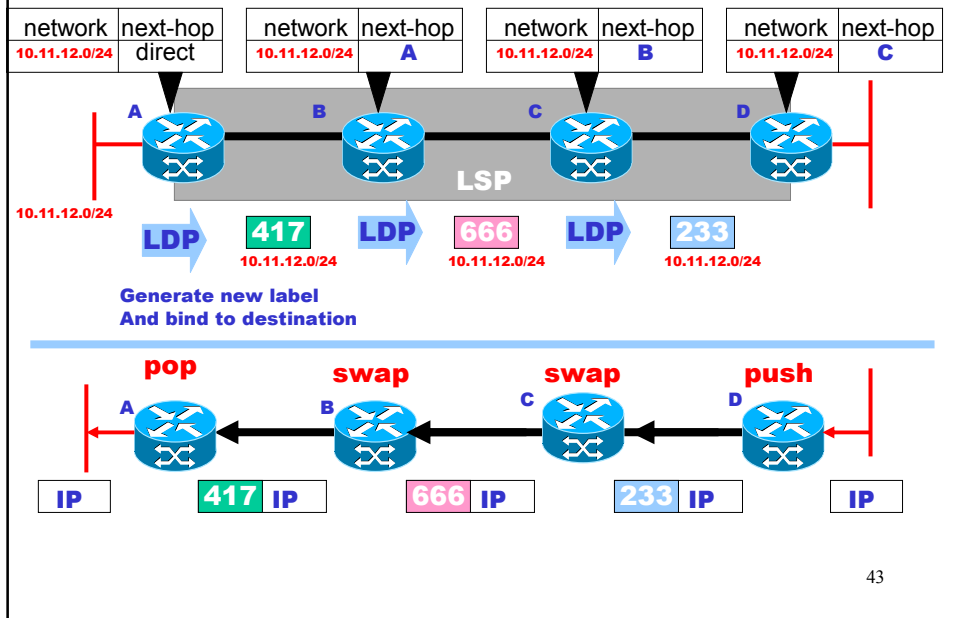 network next-hop network next-hop network next-hop network next-hop
10.11.12.0/24 direct 10.11.12.0/24 A 10.11.12.0/24 B 10.11.12.0/24 C
A B C D
LSP
10.11.12.0/24
LDP 417 LDP 666 LDP 233
10.11.12.0/24 10.11.12.0/24 10.11.12.0/24
Generate new label
And bind to destination
pop swap swap push
A B C D
IP 417 IP 666 IP 233 IP IP
43